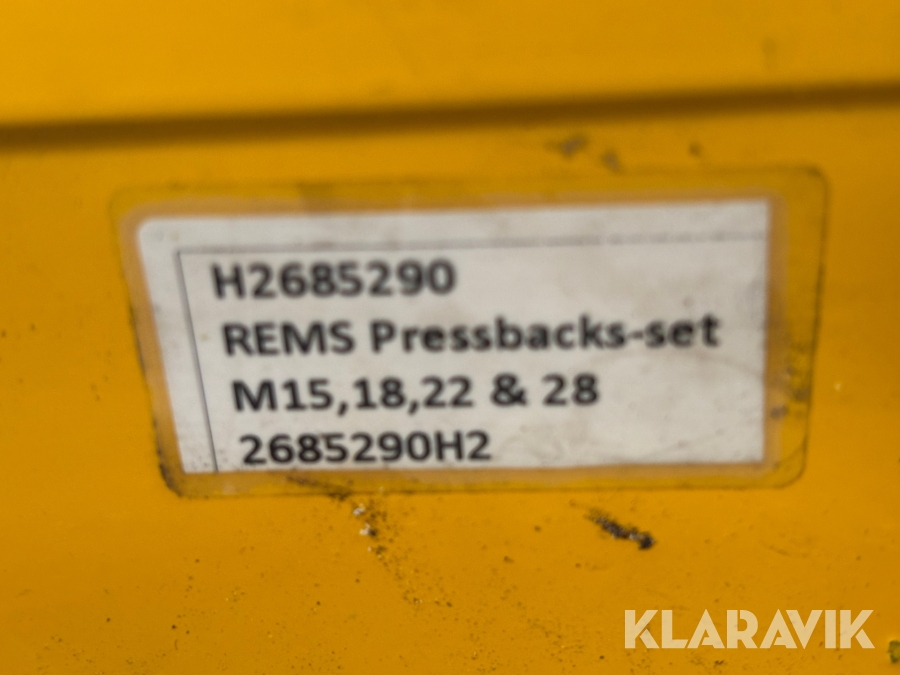 H2685290
REMS Pressbacks-set
M15,18,22 & 28
2685290H2
KLARAVIK